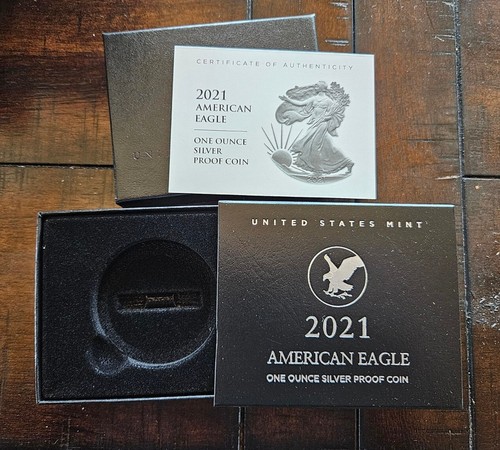 CERTIFICATE OF AUTHENTICITY
2021
AMERICAN
EAGLE
ONE OUNCE
SILVER
PROOF COIN
UNITED STATES MINT
2021
AMERICAN EAGLE
ONE OUNCE SILVER PROOF COIN